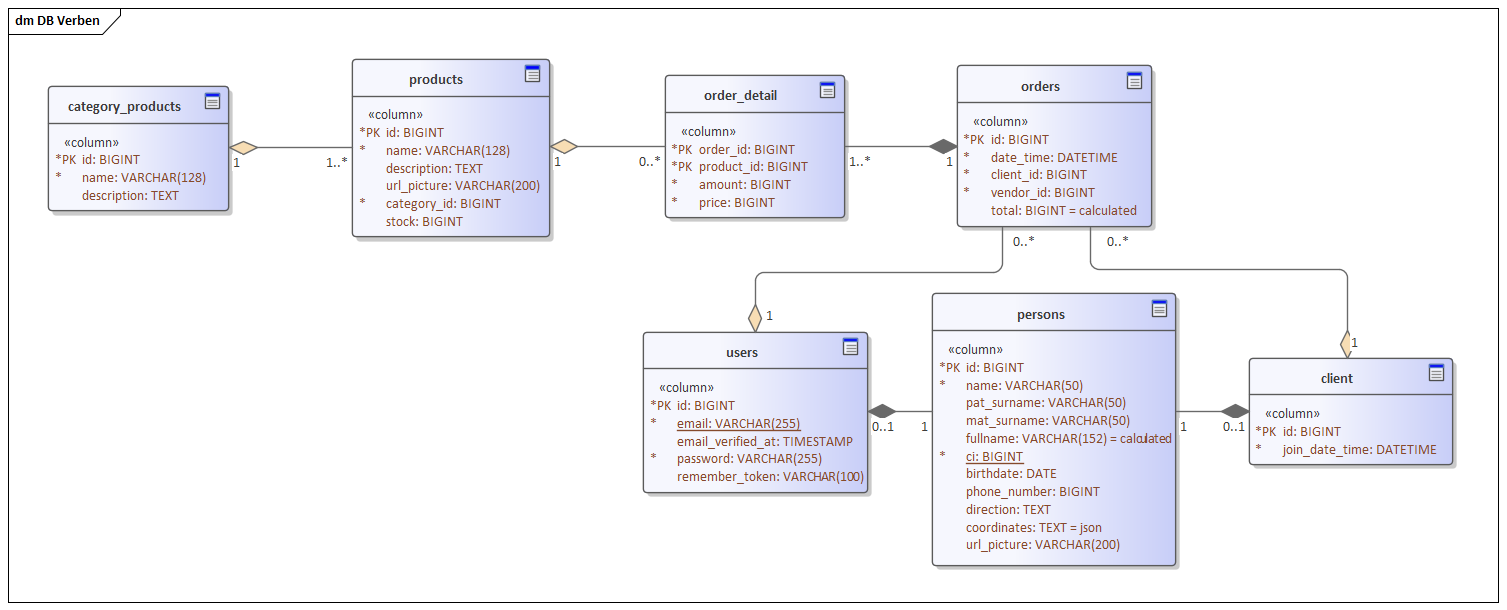 dm DB Verben
category_products
«column»
*PK id: BIGINT
* name: VARCHAR(128)
description: TEXT
1
1..*
products
«column»
*PK id: BIGINT
* name: VARCHAR(128)
description: TEXT
url_picture: VARCHAR(200)
* category_id: BIGINT
stock: BIGINT
1
0..*
order_detail
«column»
*PK order_id: BIGINT
*PK product_id: BIGINT
* amount: BIGINT
* price: BIGINT
1..*
1
orders
«column»
*PK id: BIGINT
* date_time: DATETIME
* client_id: BIGINT
* vendor_id: BIGINT
total: BIGINT = calculated
0..*
0..*
1
1
users
«column»
*PK id: BIGINT
* email: VARCHAR(255)
email_verified_at: TIMESTAMP
* password: VARCHAR(255)
remember_token: VARCHAR(100)
0..1
1
persons
«column»
*PK id: BIGINT
* name: VARCHAR(50)
pat_surname: VARCHAR(50)
mat_surname: VARCHAR(50)
fullname: VARCHAR(152) = calculated
* ci: BIGINT
birthdate: DATE
phone_number: BIGINT
direction: TEXT
coordinates: TEXT = json
url_picture: VARCHAR(200)
1
0..1
client
«column»
*PK id: BIGINT
* join_date_time: DATETIME